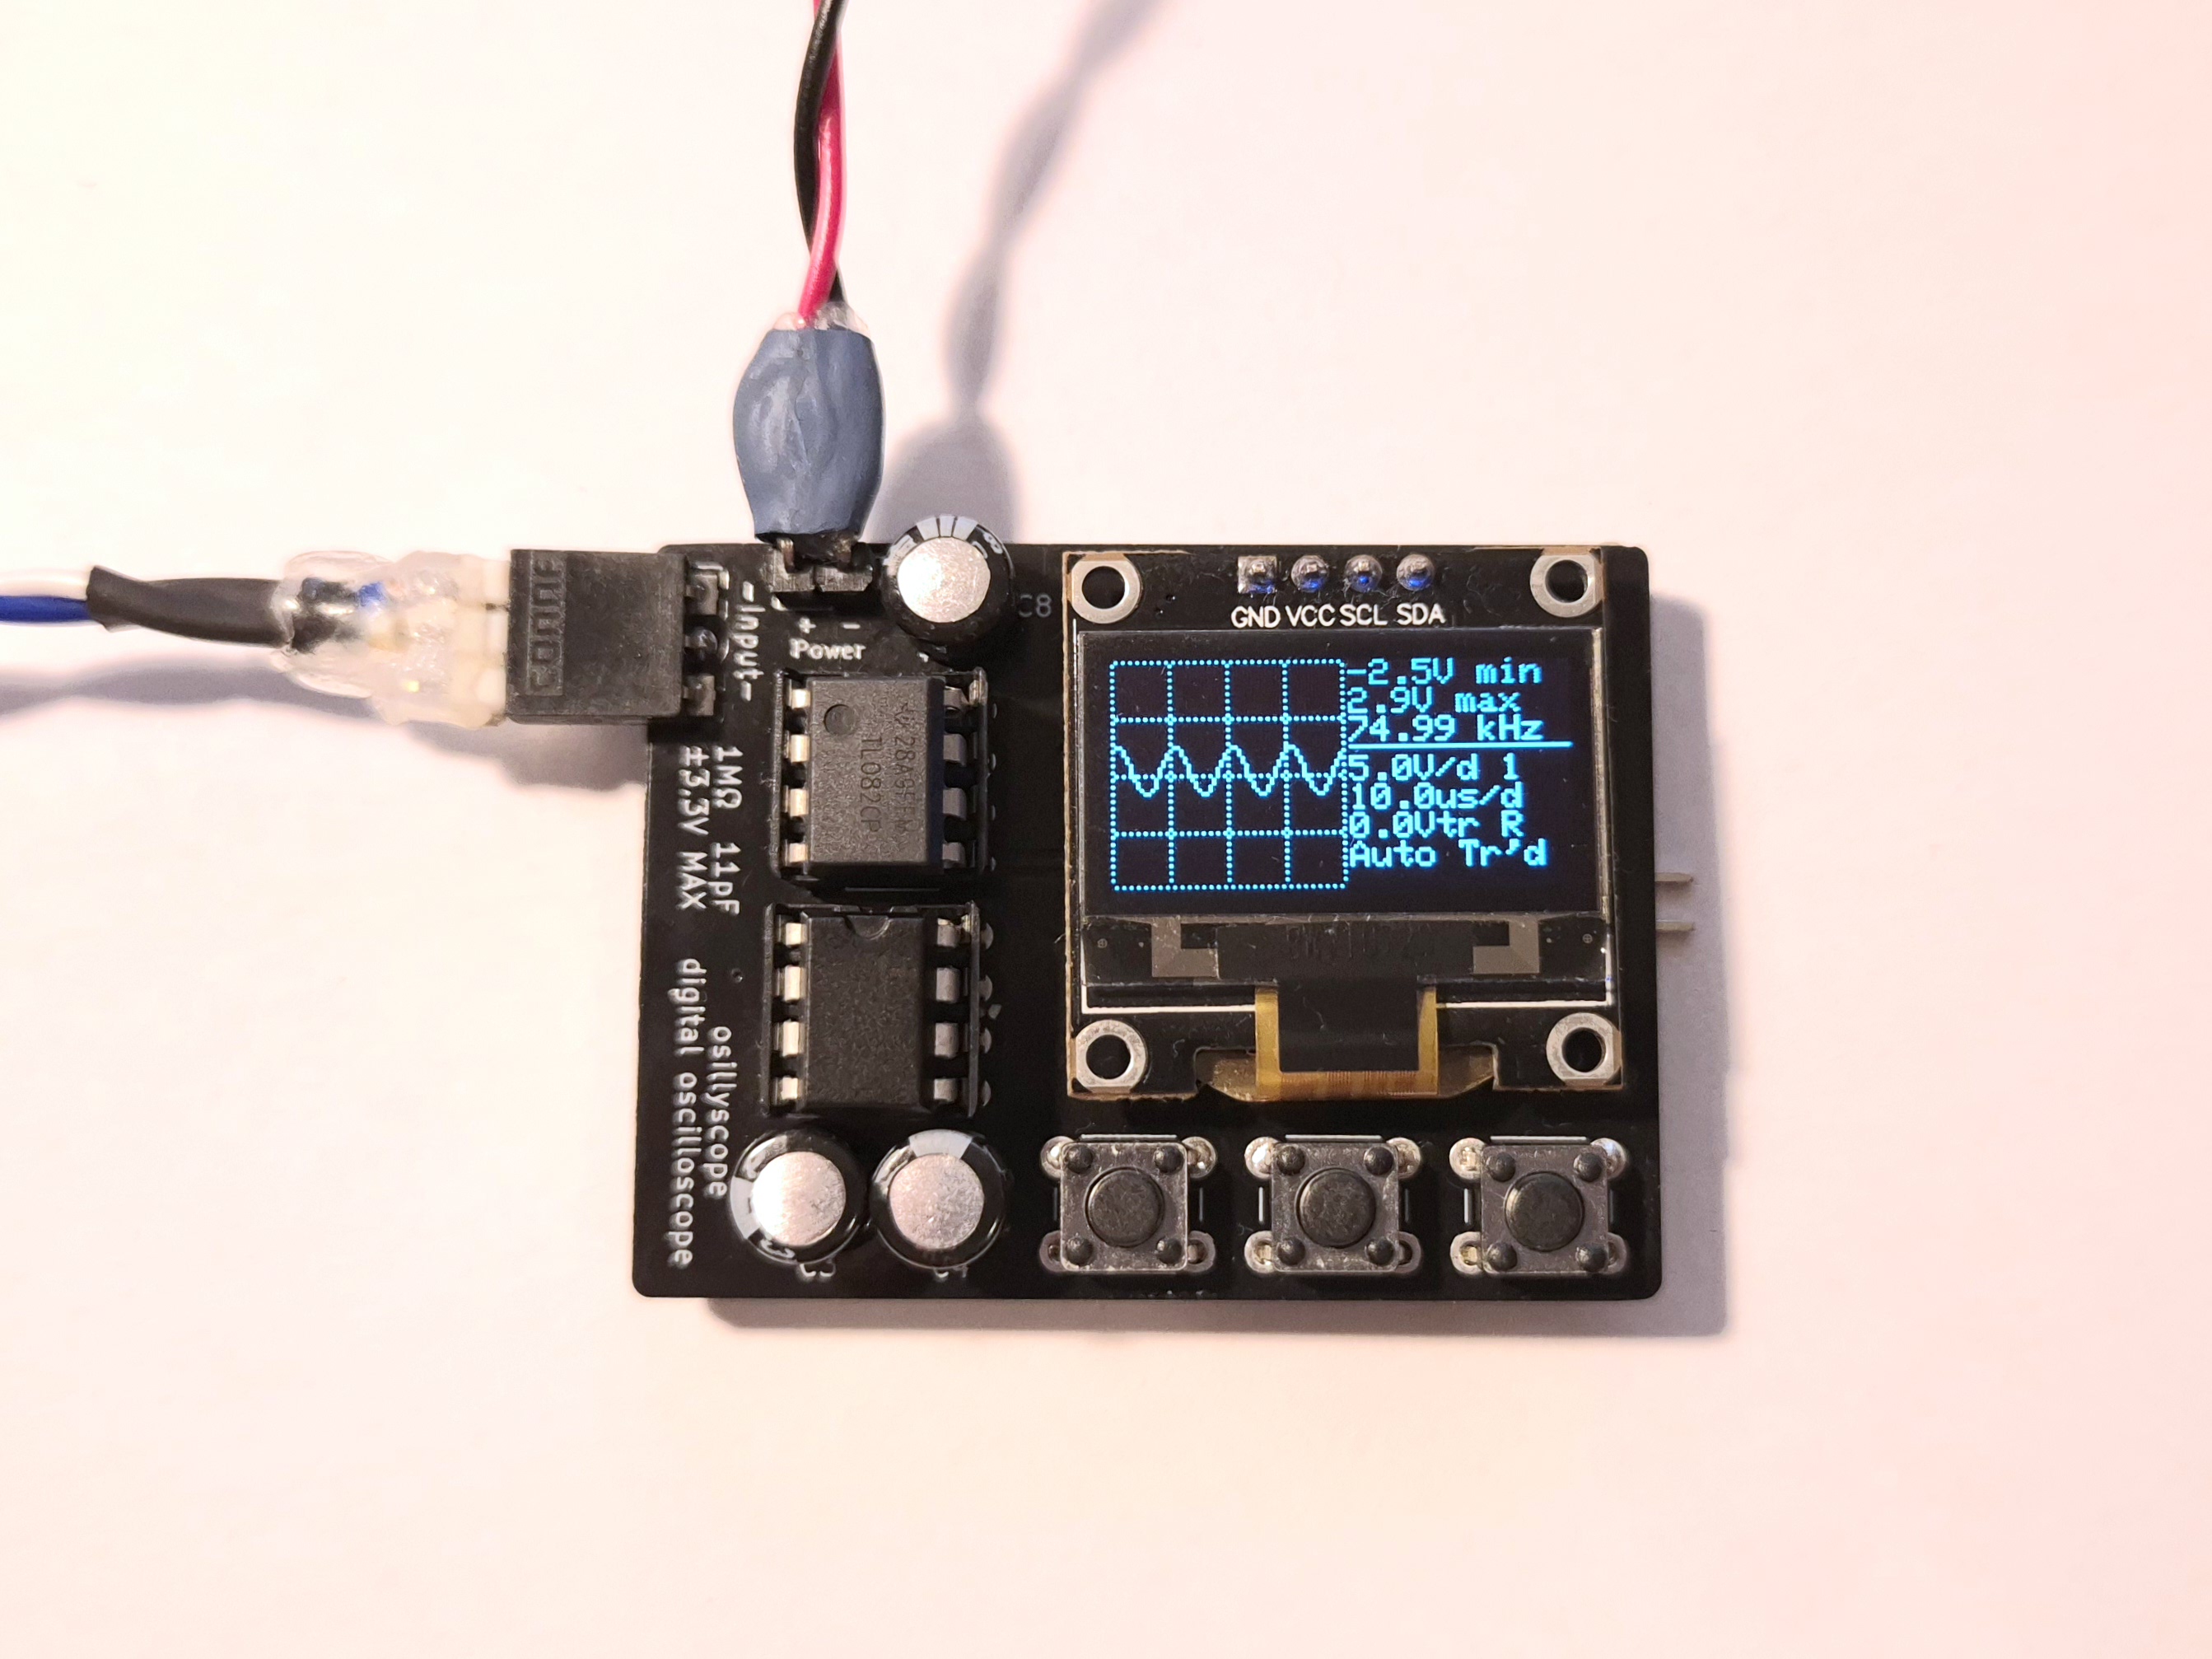 -Input-
+ -
Power
C8
GND VCC SCL SDA
-2.5V min
2.9V max
74.99 kHz
5.0V/d 1
10.0us/d
0.0Vtr R
Auto Tr'd
TL082CP
1MΩ 11pF
±3.3V MAX
osillyscope
digital oscilloscope